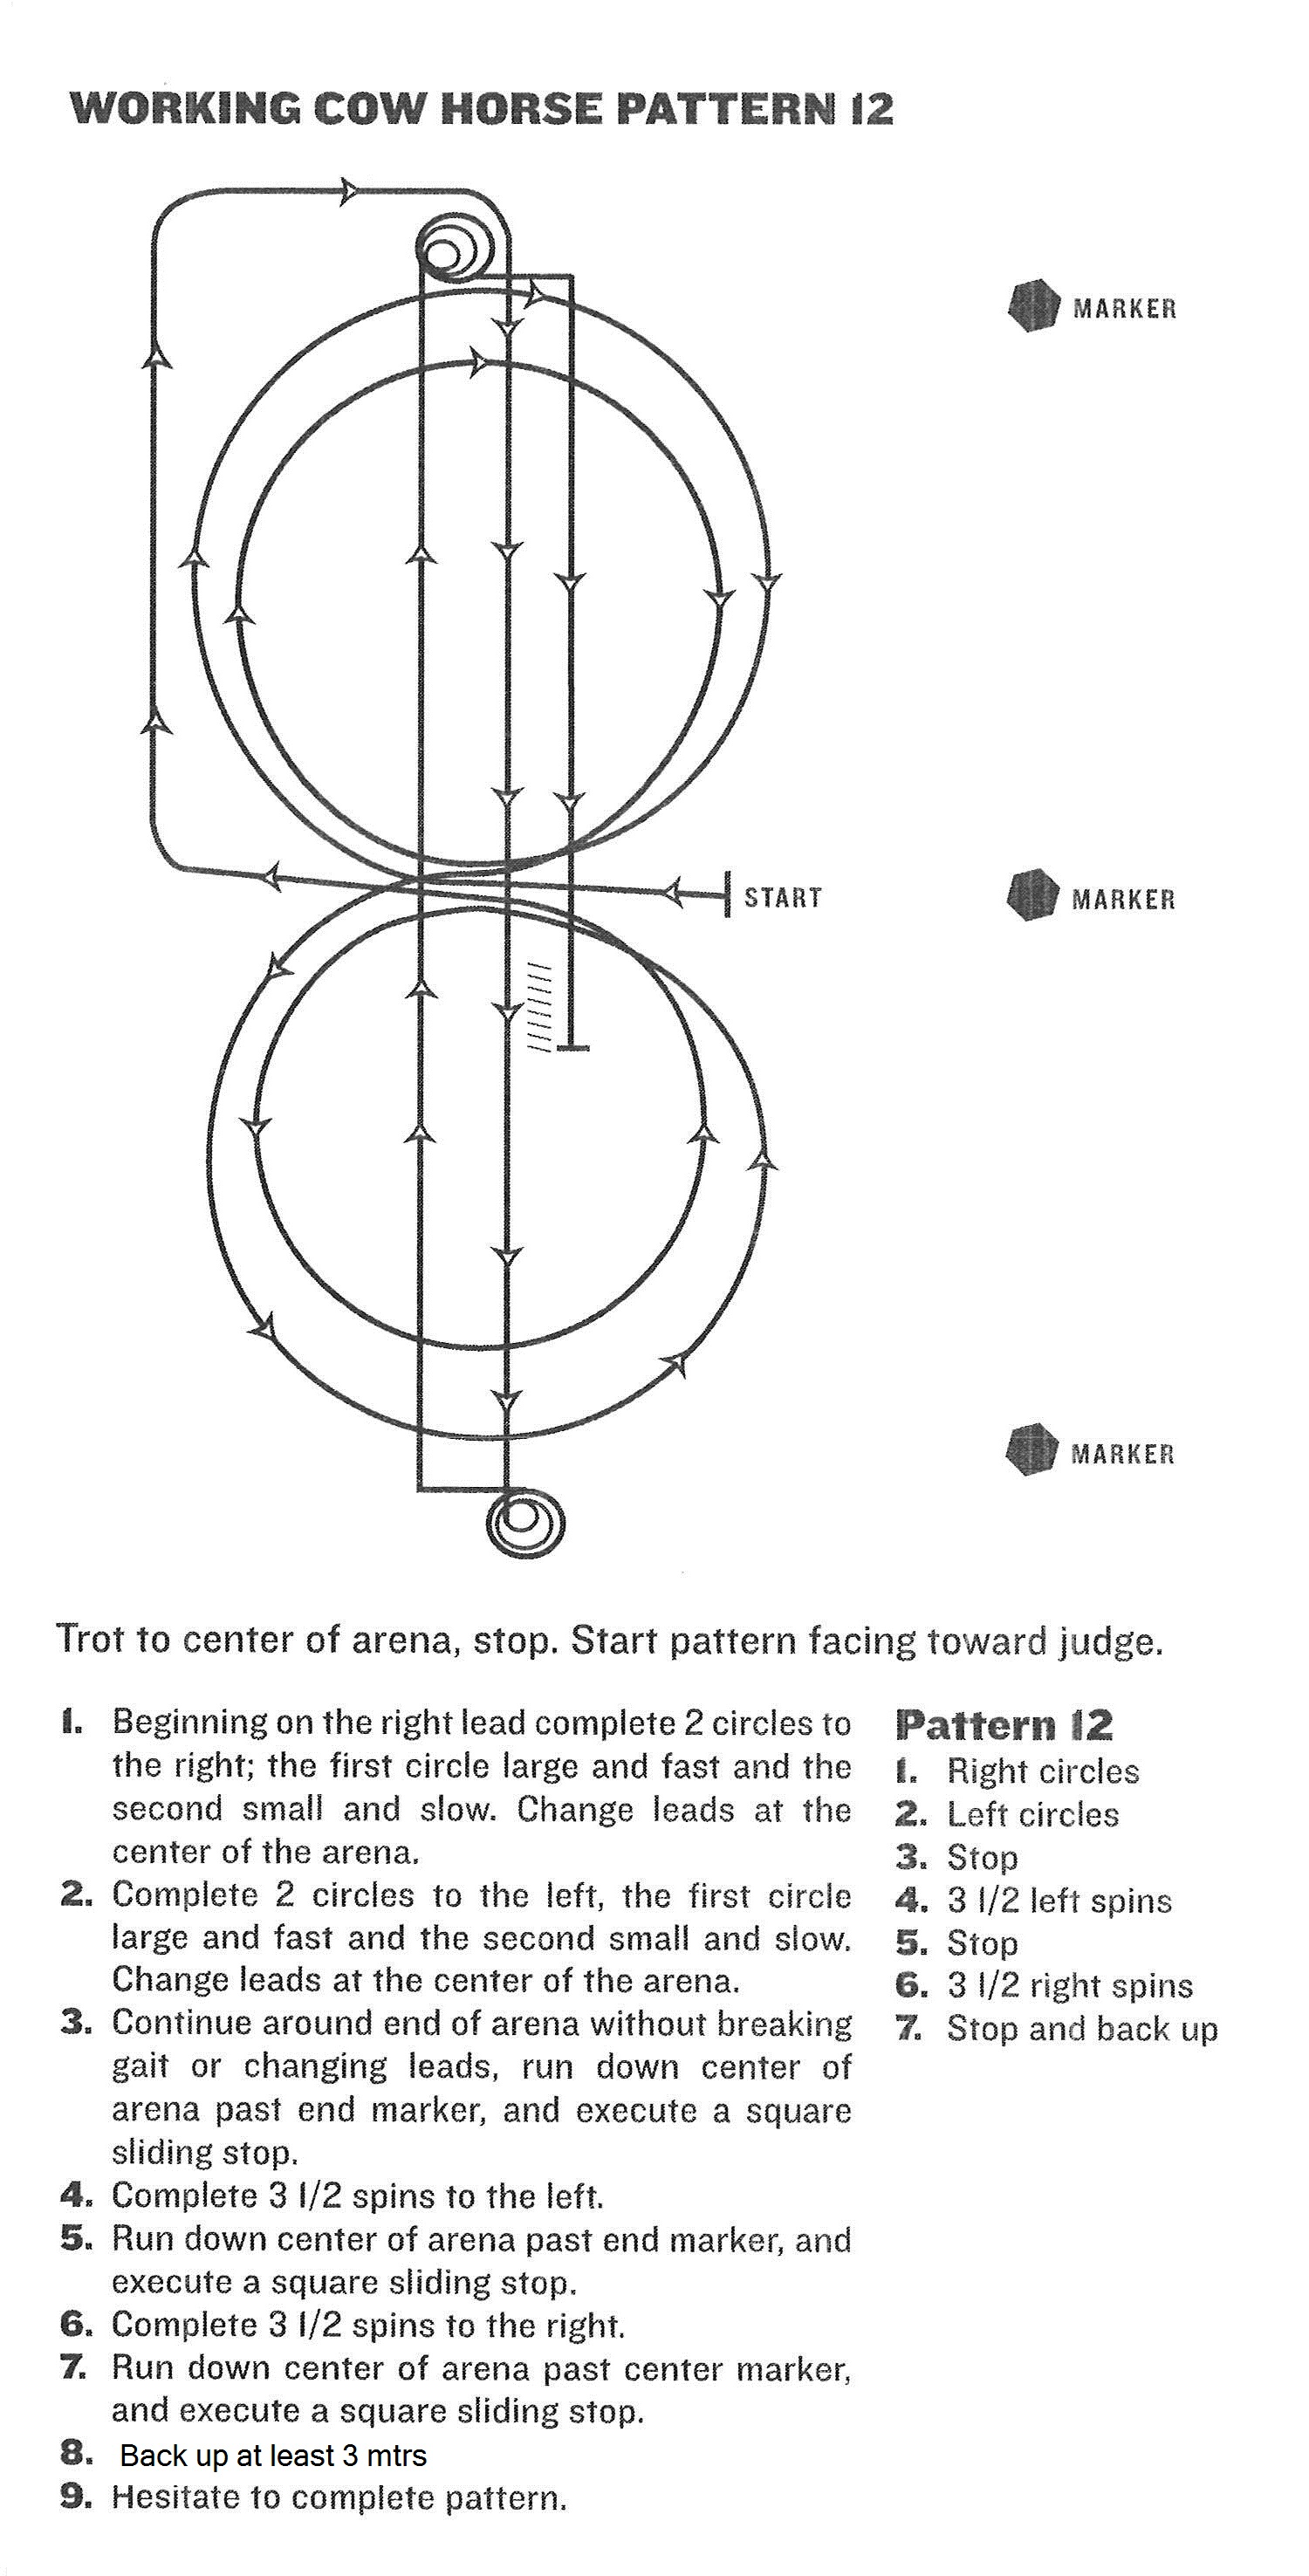 WORKING COW HORSE PATTERN 12
MARKER
START
MARKER
MARKER
Trot to center of arena, stop. Start pattern facing toward judge.
1. Beginning on the right lead complete 2 circles to
the right; the first circle large and fast and the
second small and slow. Change leads at the
center of the arena.
2. Complete 2 circles to the left, the first circle
large and fast and the second small and slow.
Change leads at the center of the arena.
3. Continue around end of arena without breaking
gait or changing leads, run down center of
arena past end marker, and execute a square
sliding stop.
4. Complete 3 1/2 spins to the left.
5. Run down center of arena past end marker, and
execute a square sliding stop.
6. Complete 3 1/2 spins to the right.
7. Run down center of arena past center marker,
and execute a square sliding stop.
8. Back up at least 3 mtrs
9. Hesitate to complete pattern.
Pattern 12
1. Right circles
2. Left circles
3. Stop
4. 3 1/2 left spins
5. Stop
6. 3 1/2 right spins
7. Stop and back up